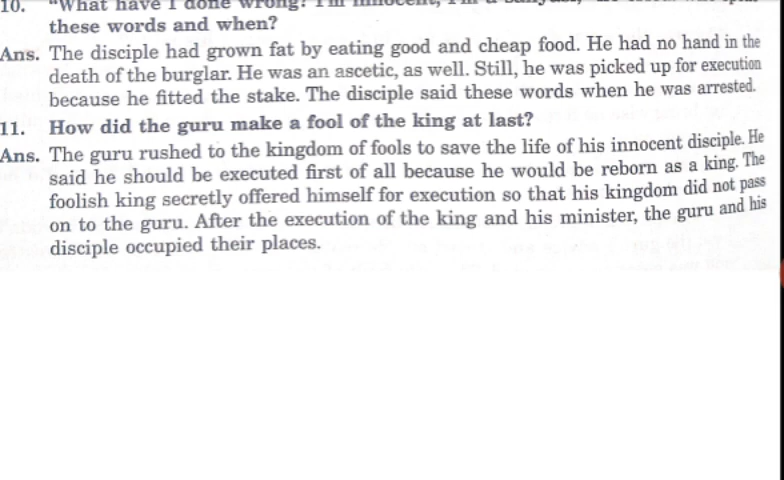 10. "What have I done wrong? I'm innocent, I'm a
these words and when?
Ans. The disciple had grown fat by eating good and cheap food. He had no hand in the
death of the burglar. He was an ascetic, as well. Still, he was picked up for execution
because he fitted the stake. The disciple said these words when he was arrested.
11. How did the guru make a fool of the king at last?
Ans. The guru rushed to the kingdom of fools to save the life of his innocent disciple. He
said he should be executed first of all because he would be reborn as a king. The
foolish king secretly offered himself for execution so that his kingdom did not pass
on to the guru. After the execution of the king and his minister, the guru and his
disciple occupied their places.